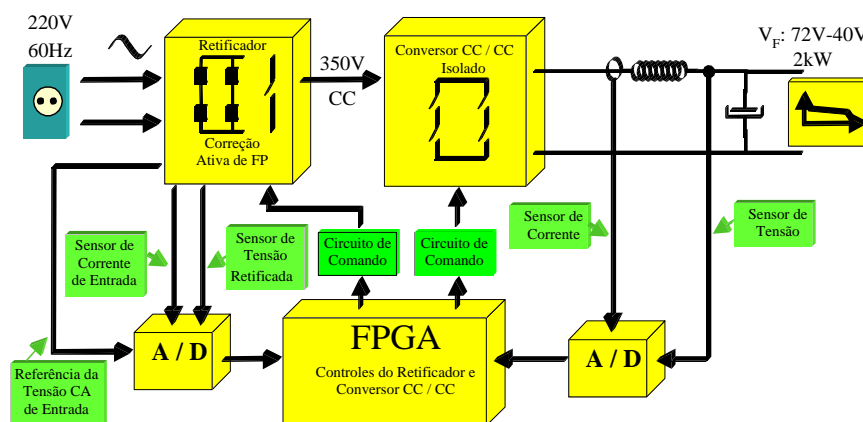 220V
60Hz
Retificador
Correção
Ativa de FP
350V
CC
Conversor CC / CC
Isolado
V_F: 72V-40V
2kW
Sensor de
Corrente
de Entrada
Sensor de
Tensão
Retificada
Circuito de
Comando
Circuito de
Comando
Sensor de
Corrente
Sensor de
Tensão
A / D
FPGA
Controles do Retificador e
Conversor CC / CC
A / D
Referência da
Tensão CA
de Entrada